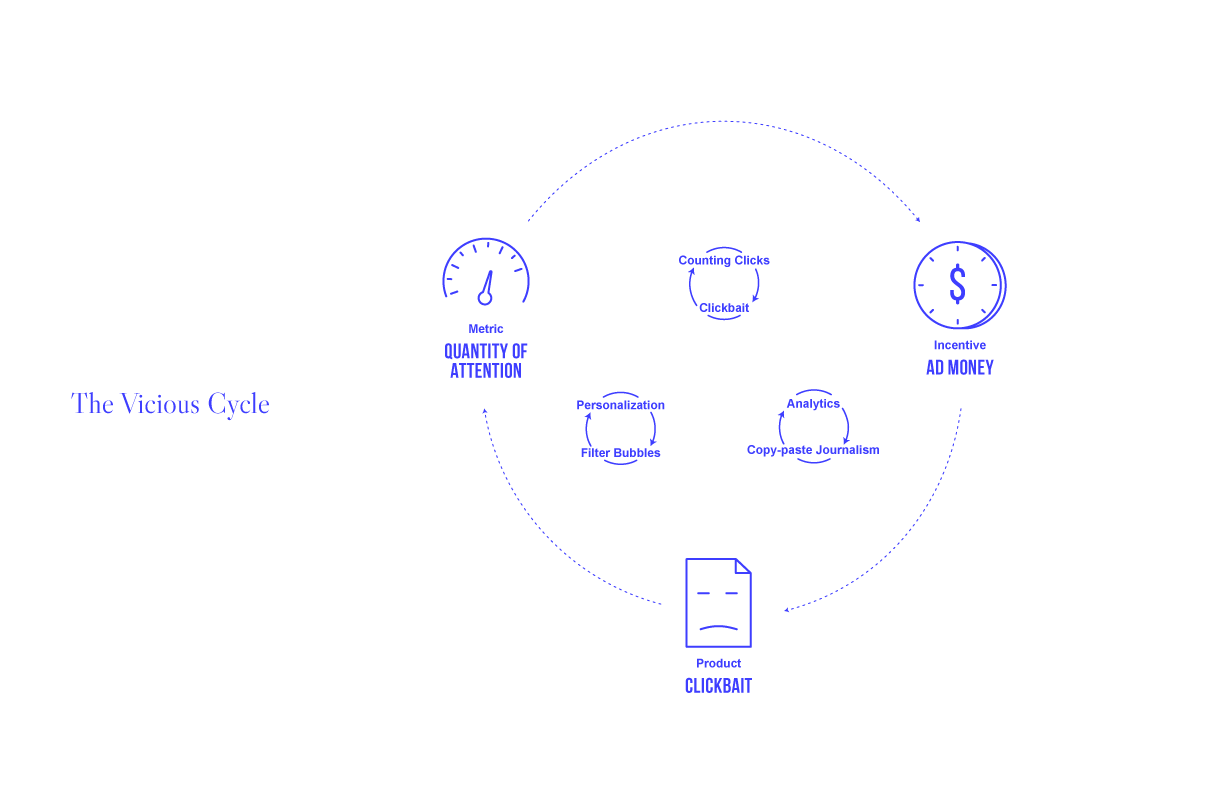 The Vicious Cycle
Metric
QUANTITY OF
ATTENTION
Counting Clicks
Clickbait
$
Incentive
AD MONEY
Personalization
Filter Bubbles
Analytics
Copy-paste Journalism
Product
CLICKBAIT